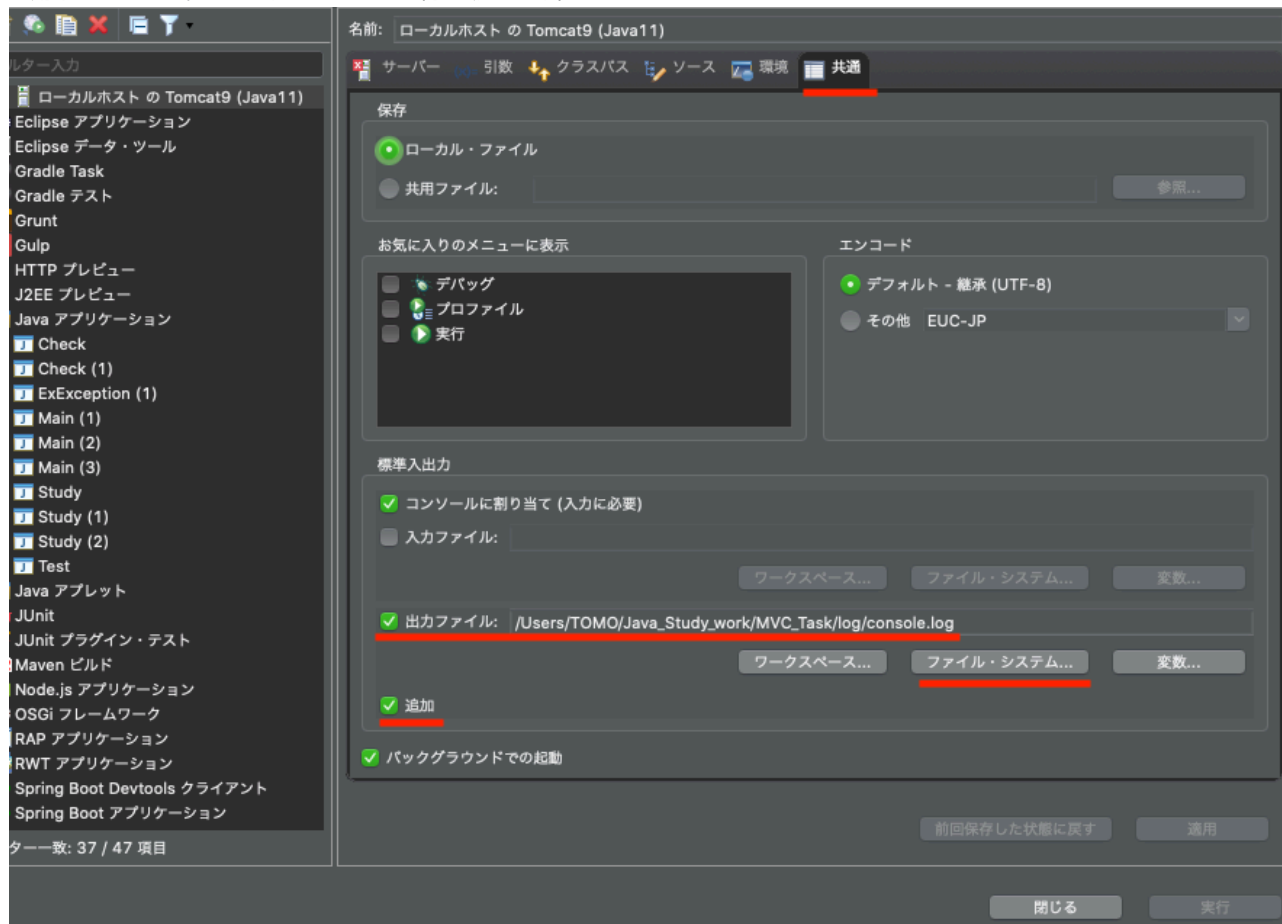 名前: ローカルホスト の Tomcat9 (Java11)
ルター入力
サーバー 引数 クラスパス ソース 環境 共通
ローカルホスト の Tomcat9 (Java11)
Eclipse アプリケーション
Eclipse データ・ツール
Gradle Task
Gradle テスト
Grunt
Gulp
HTTP プレビュー
J2EE プレビュー
Java アプリケーション
Check
Check (1)
ExException (1)
Main (1)
Main (2)
Main (3)
Study
Study (1)
Study (2)
Test
Java アプレット
JUnit
JUnit プラグイン・テスト
Maven ビルド
Node.js アプリケーション
OSGi フレームワーク
RAP アプリケーション
RWT アプリケーション
Spring Boot Devtools クライアント
Spring Boot アプリケーション
ター一致: 37 / 47 項目
保存
ローカル・ファイル
共用ファイル: 参照...
お気に入りのメニューに表示
デバッグ
プロファイル
実行
エンコード
デフォルト - 継承 (UTF-8)
その他 EUC-JP
標準入出力
コンソールに割り当て (入力に必要)
入力ファイル:
ワークスペース... ファイル・システム... 変数...
出力ファイル: /Users/TOMO/Java_Study_work/MVC_Task/log/console.log
ワークスペース... ファイル・システム... 変数...
追加
バックグラウンドでの起動
前回保存した状態に戻す 適用
閉じる 実行